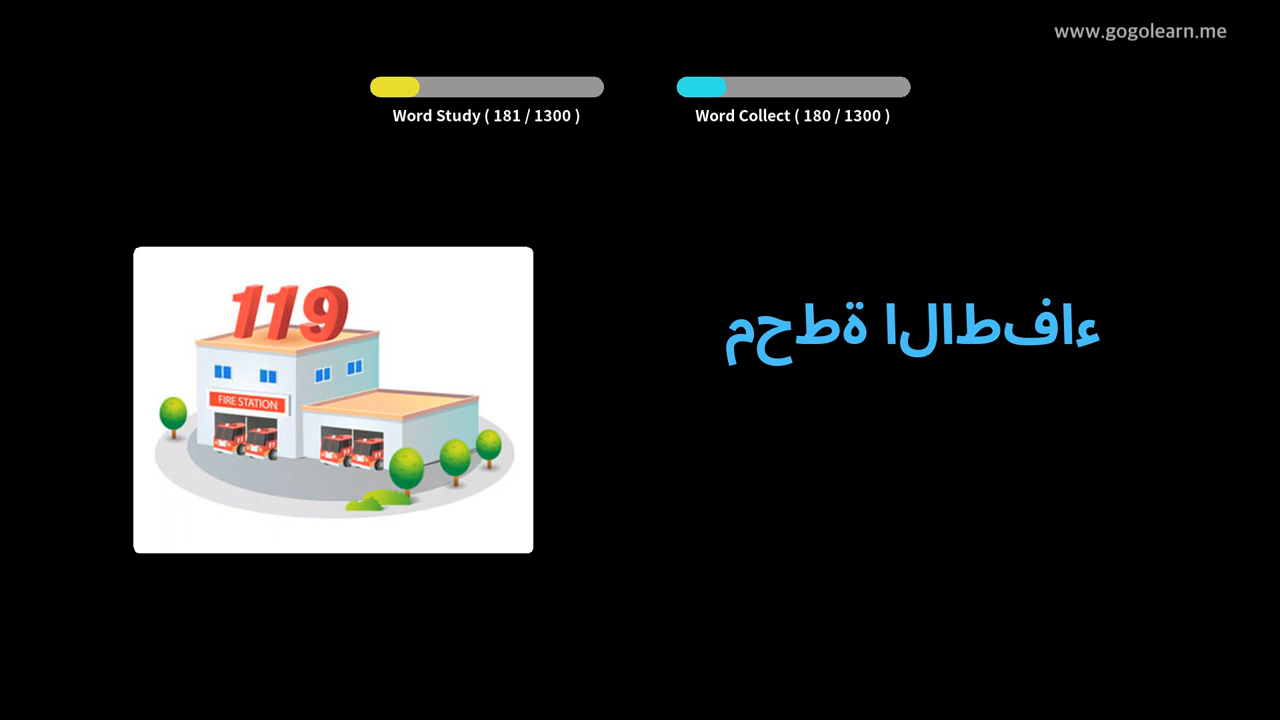 www.gogolearn.me
Word Study ( 181 / 1300 )
Word Collect ( 180 / 1300 )
119
FIRE STATION
محطة الاطفاء